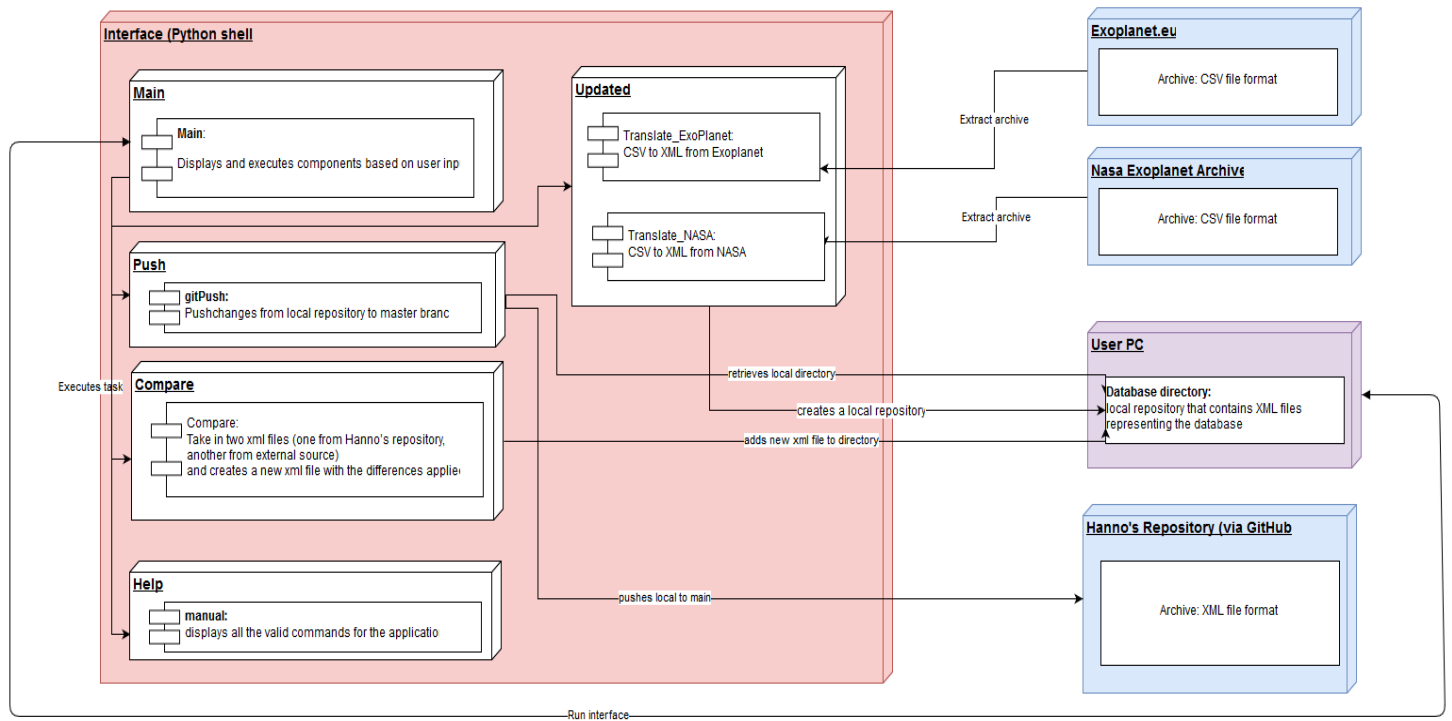 Interface (Python shell
Main
Main:
Displays and executes components based on user inp
Push
gitPush:
Pushchanges from local repository to master branc
Executes task
Compare
Compare:
Take in two xml files (one from Hanno's repository,
another from external source)
and creates a new xml file with the differences applie
Help
manual:
displays all the valid commands for the applicatio
Updated
Translate_ExoPlanet:
CSV to XML from Exoplanet
Translate_NASA:
CSV to XML from NASA
Extract archive
Extract archive
retrieves local directory
creates a local repository
adds new xml file to directory
pushes local to main
Exoplanet.eu
Archive: CSV file format
Nasa Exoplanet Archive
Archive: CSV file format
User PC
Database directory:
local repository that contains XML files
representing the database
Hanno's Repository (via GitHub
Archive: XML file format
Run interface